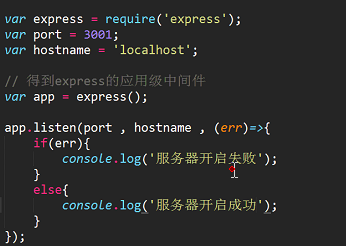 var express = require('express');
var port = 3001;
var hostname = 'localhost';
// 得到express的应用级中间件
var app = express();
app.listen(port , hostname , (err)=>{
if(err){
console.log('服务器开启失败');
}
else{
console.log('服务器开启成功');
}
});